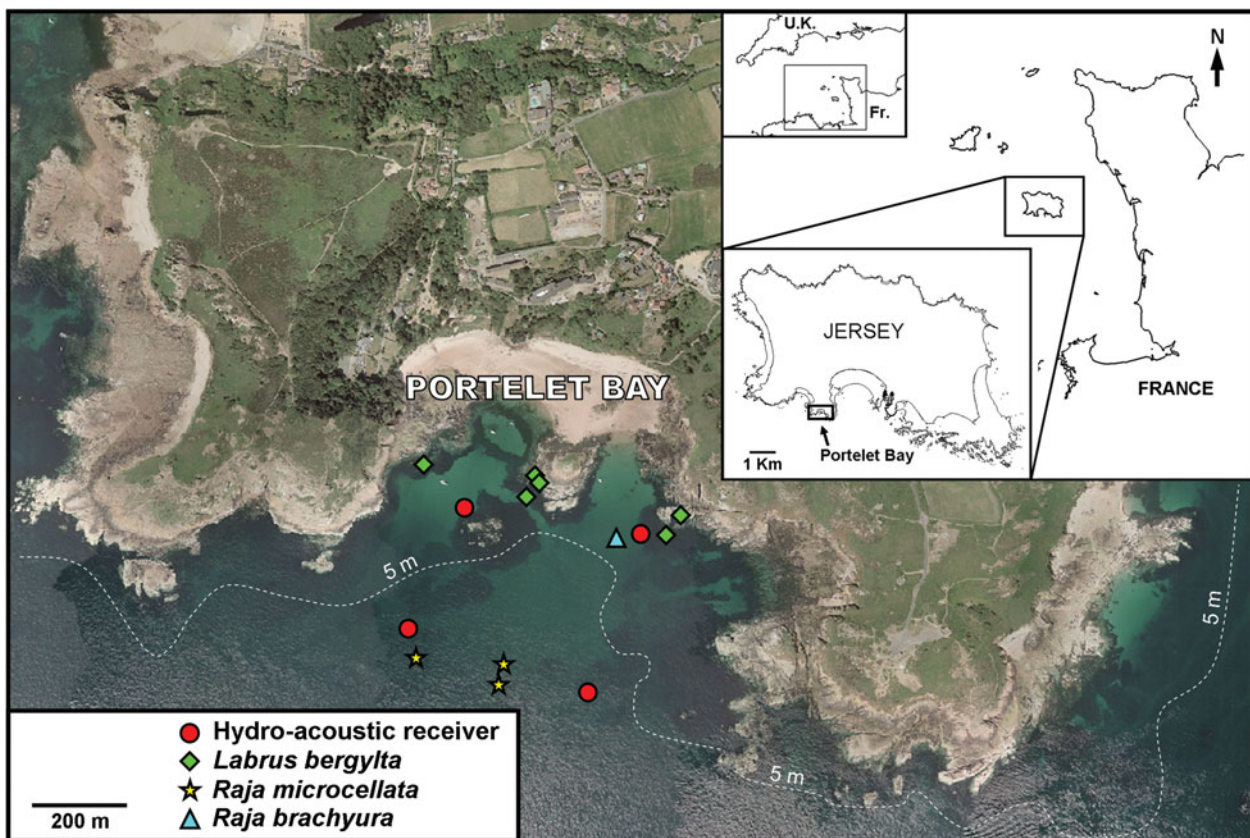 U.K.
Fr.
N
JERSEY
FRANCE
1 Km
Portelet Bay
PORTELET BAY
5 m
5 m
5 m
Hydro-acoustic receiver
Labrus bergylta
Raja microcellata
Raja brachyura
200 m